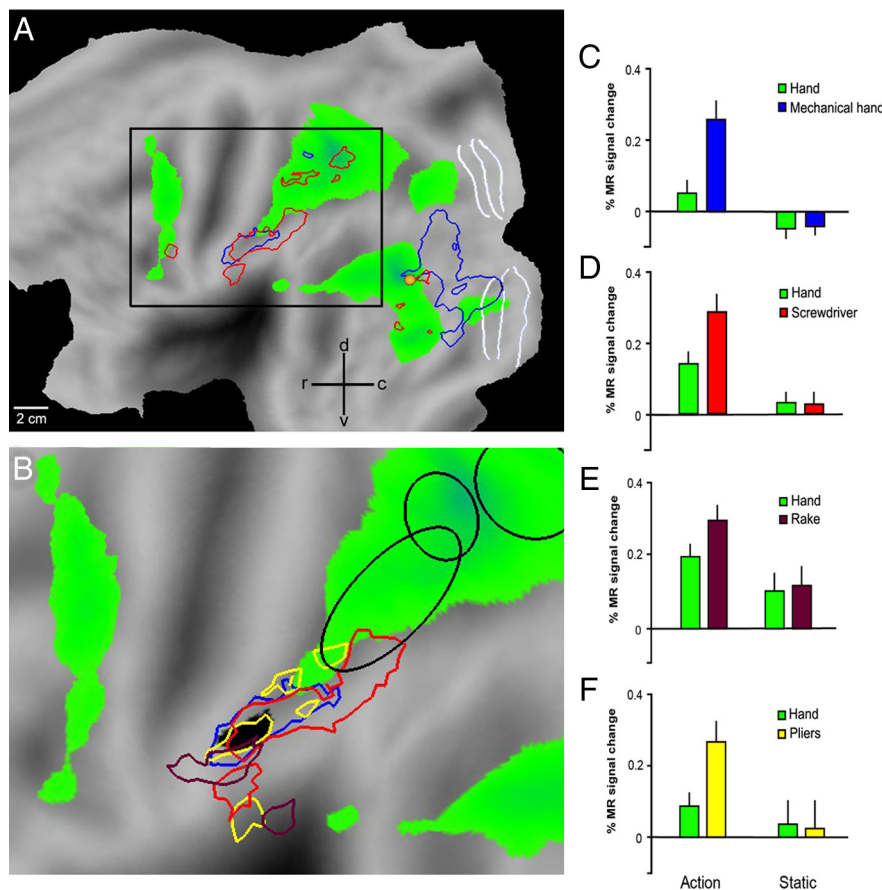 A
d
r c
v
2 cm
B
C
% MR signal change
0.4
0.2
0
Hand
Mechanical hand
D
% MR signal change
0.4
0.2
0
Hand
Screwdriver
E
% MR signal change
0.4
0.2
0
Hand
Rake
F
% MR signal change
0.4
0.2
0
Hand
Pliers
Action Static